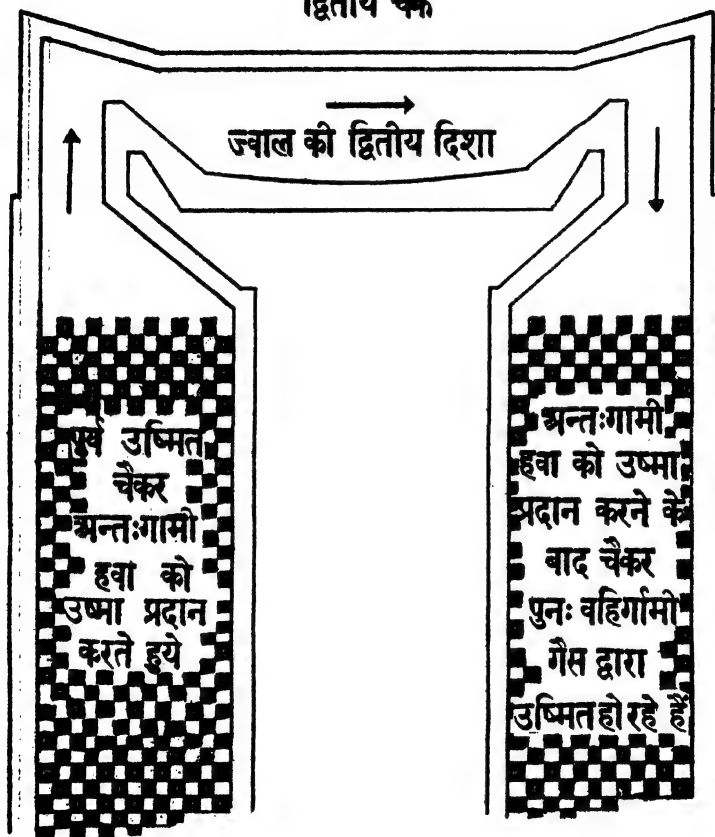 द्वितीय चक्र
ज्वाल की द्वितीय दिशा
पूर्व उष्मित
चैकर
अन्तःगामी
हवा को
उष्मा प्रदान
करते हुये
अन्तःगामी
हवा को उष्मा
प्रदान करने के
बाद चैकर
पुनः वहिर्गामी
गैस द्वारा
उष्मित हो रहे हैं